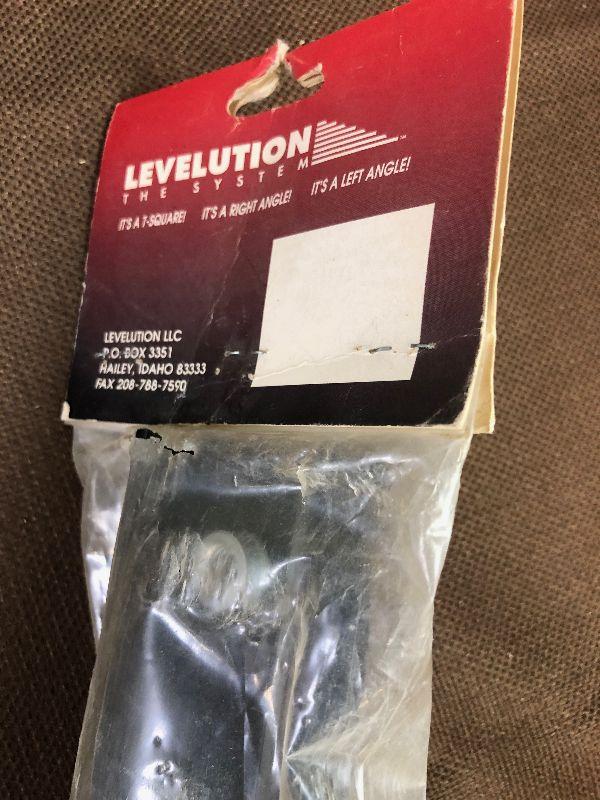 LEVELUTION™
THE SYSTEM
IT'S A T-SQUARE! IT'S A RIGHT ANGLE! IT'S A LEFT ANGLE!
LEVELUTION LLC
P.O. BOX 3351
HAILEY, IDAHO 83333
FAX 208-788-7590